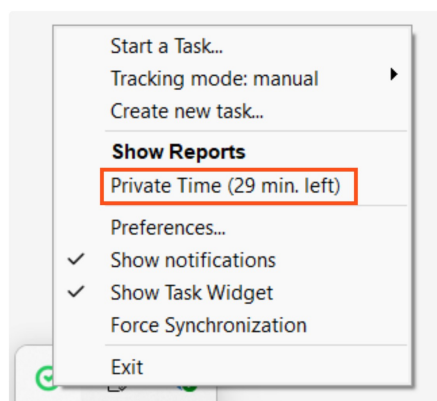 Start a Task...
Tracking mode: manual
Create new task...
Show Reports
Private Time (29 min. left)
Preferences...
Show notifications
Show Task Widget
Force Synchronization
Exit